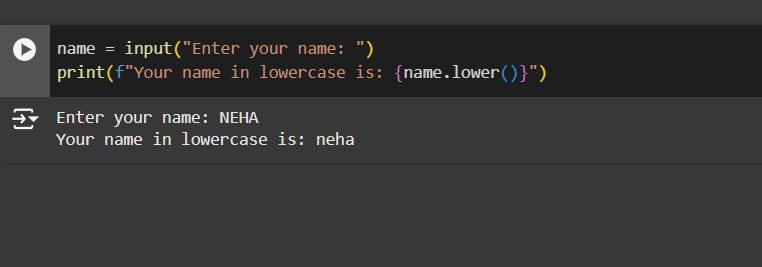 name = input("Enter your name: ")
print(f"Your name in lowercase is: {name.lower()}")
Enter your name: NEHA
Your name in lowercase is: neha